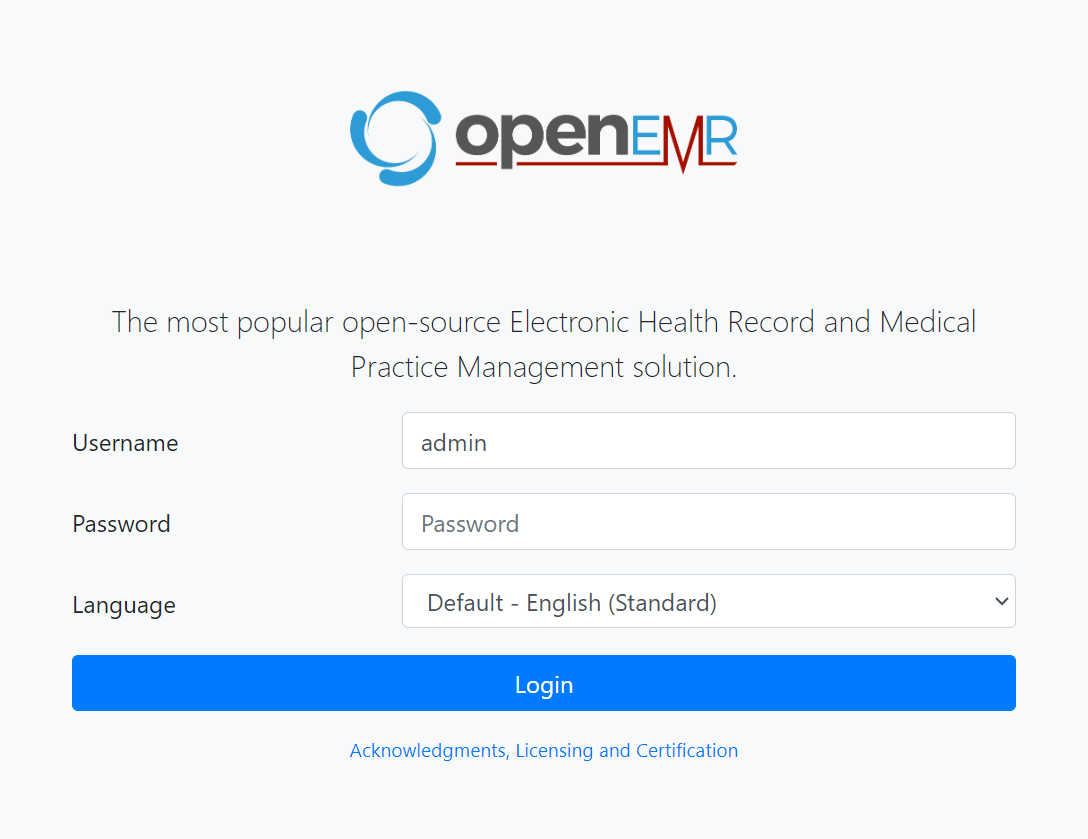 openEMR
The most popular open-source Electronic Health Record and Medical
Practice Management solution.
Username
admin
Password
Password
Language
Default - English (Standard)
Login
Acknowledgments, Licensing and Certification